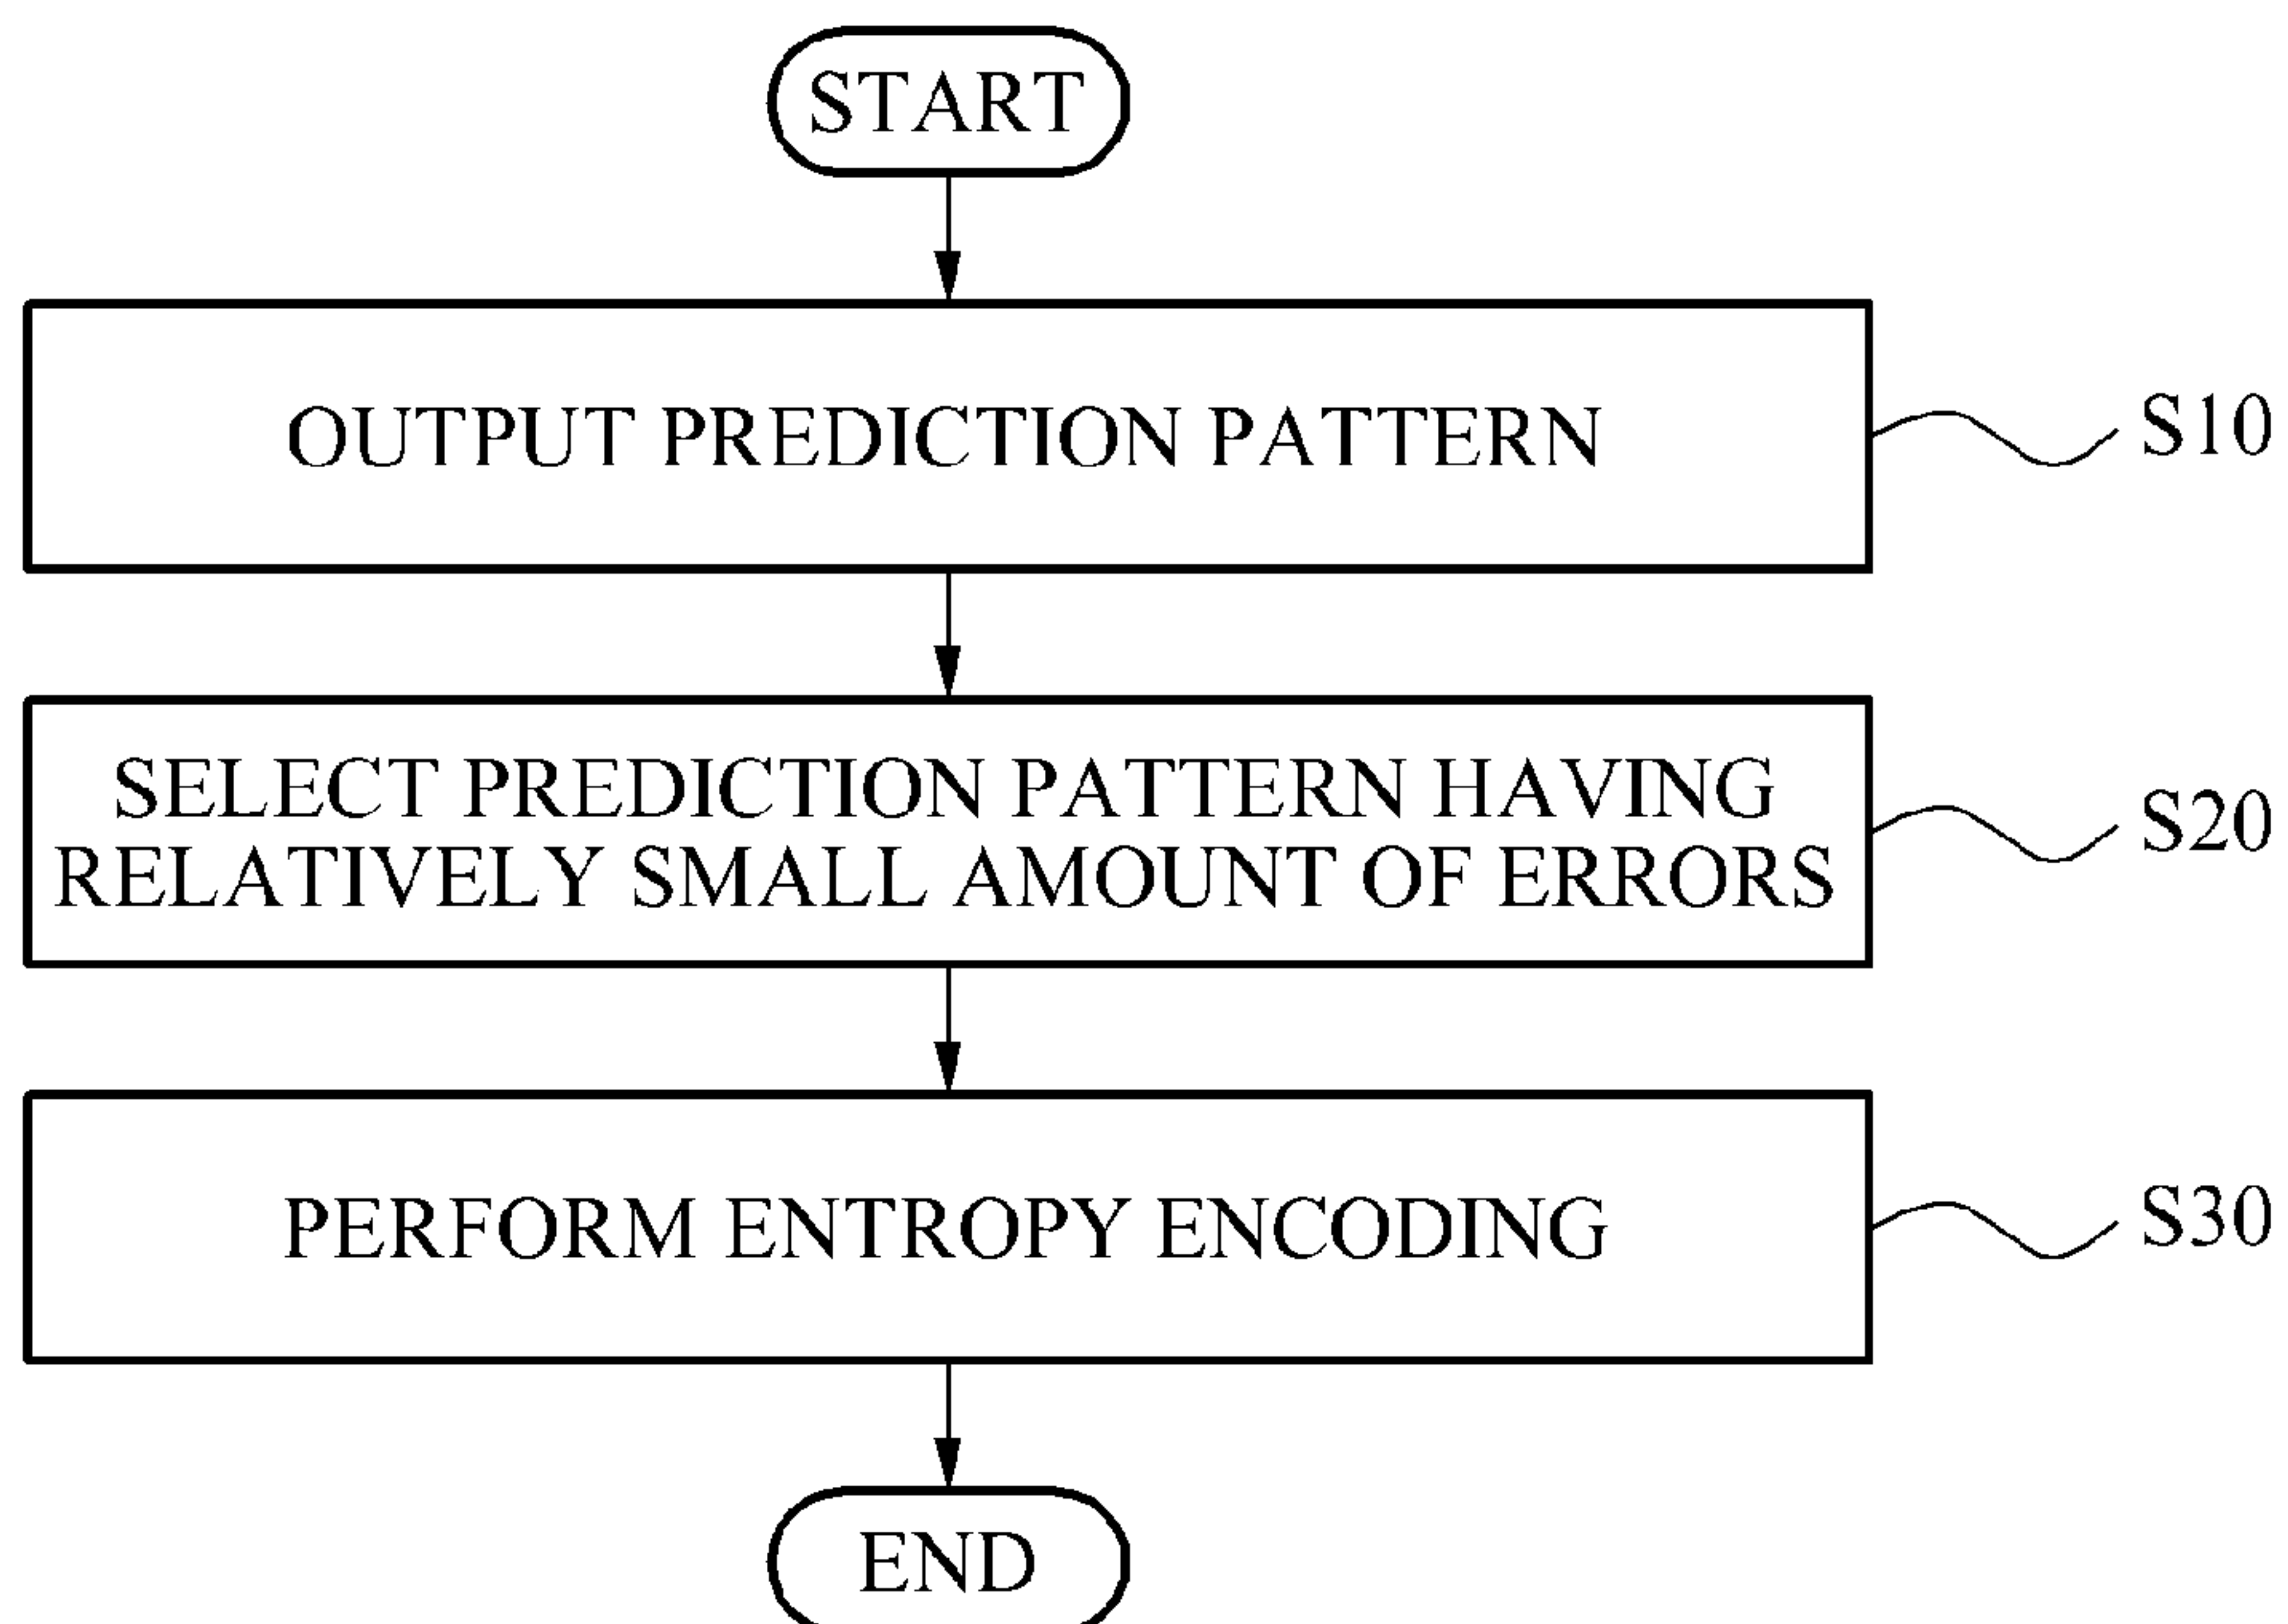 START
OUTPUT PREDICTION PATTERN
S10
SELECT PREDICTION PATTERN HAVING
RELATIVELY SMALL AMOUNT OF ERRORS
S20
PERFORM ENTROPY ENCODING
S30
END